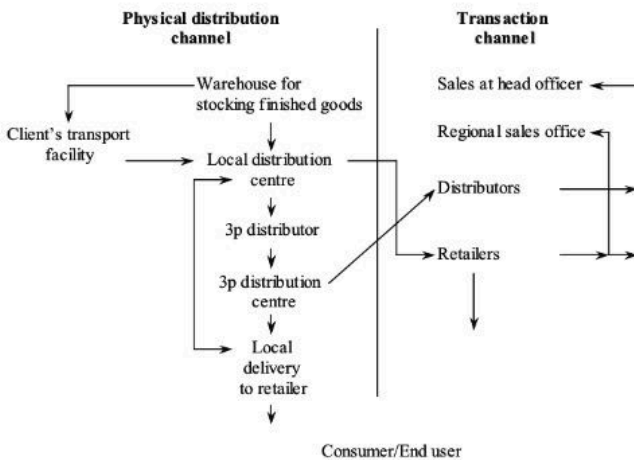 Physical distribution
channel
Transaction
channel
Warehouse for
stocking finished goods
Sales at head officer
Client's transport
facility
Regional sales office
Local distribution
centre
Distributors
3p distributor
Retailers
3p distribution
centre
Local
delivery
to retailer
Consumer/End user